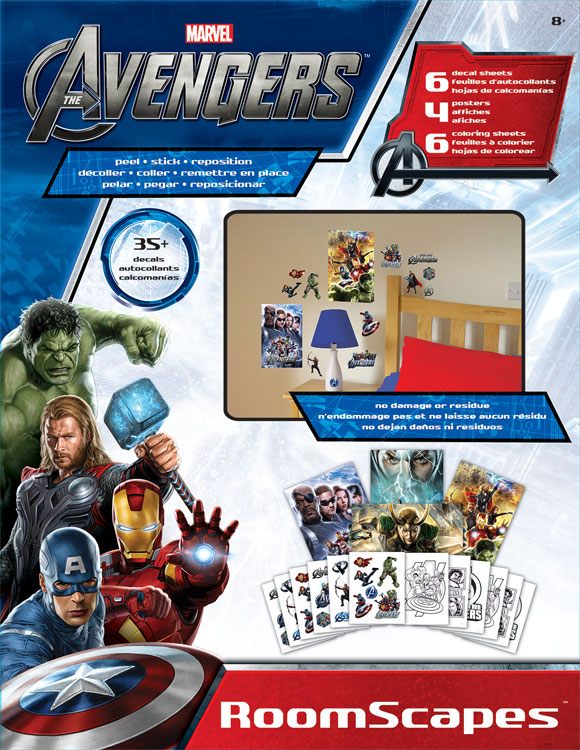 MARVEL
THE AVENGERS™
8+
6 decal sheets
feuilles d'autocollants
hojas de calcomanías
4 posters
affiches
afiches
6 coloring sheets
feuilles à colorier
hojas de colorear
peel • stick • reposition
décoller • coller • remettre en place
pelar • pegar • reposicionar
35+
decals
autocollants
calcomanías
no damage or residue
n'endommage pas et ne laisse aucun résidu
no dejan daños ni residuos
RoomScapes™